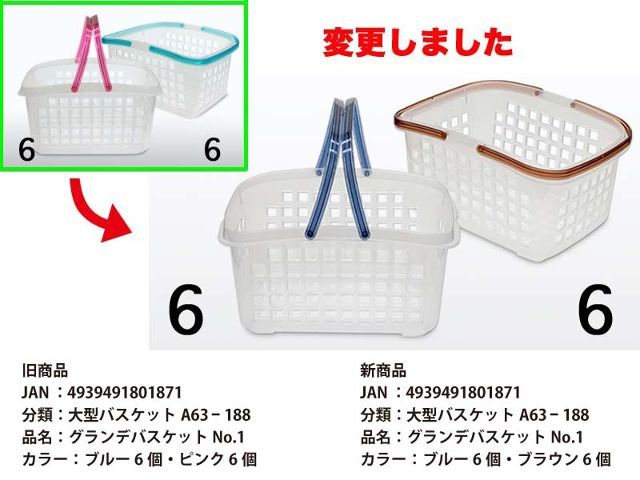 変更しました
6 6
6 6
旧商品
JAN ：4939491801871
分類：大型バスケット A63－188
品名：グランデバスケット No.1
カラー：ブルー 6 個・ピンク 6 個
新商品
JAN ：4939491801871
分類：大型バスケット A63－188
品名：グランデバスケット No.1
カラー：ブルー 6 個・ブラウン 6 個